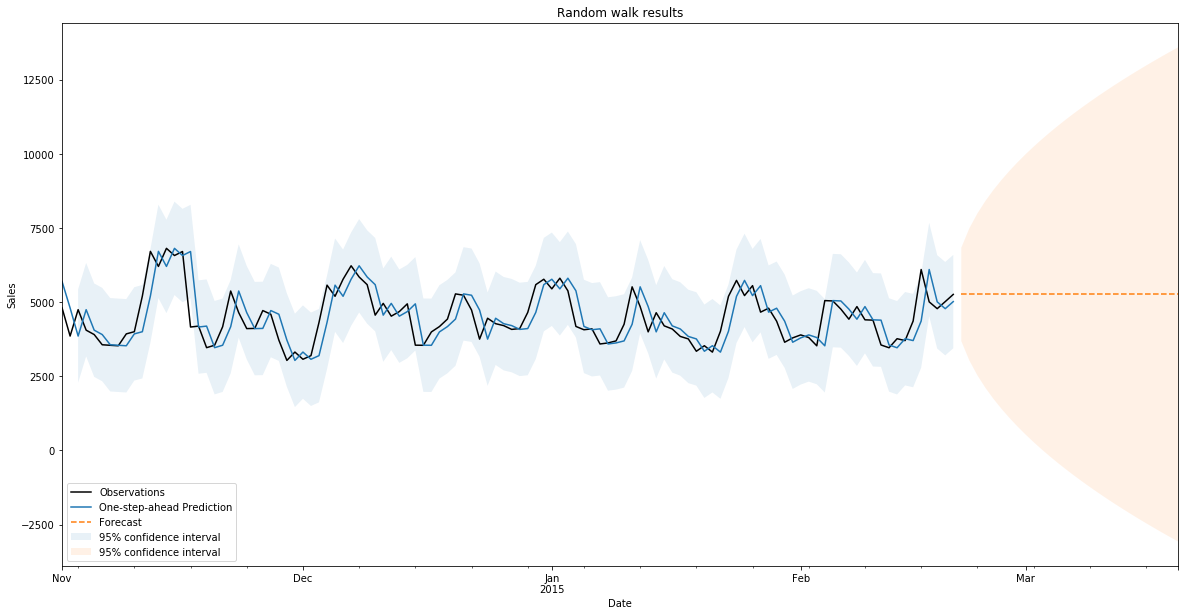 Random walk results
Sales
12500
10000
7500
5000
2500
0
−2500
Observations
One-step-ahead Prediction
Forecast
95% confidence interval
95% confidence interval
Nov
Dec
Jan
2015
Feb
Mar
Date